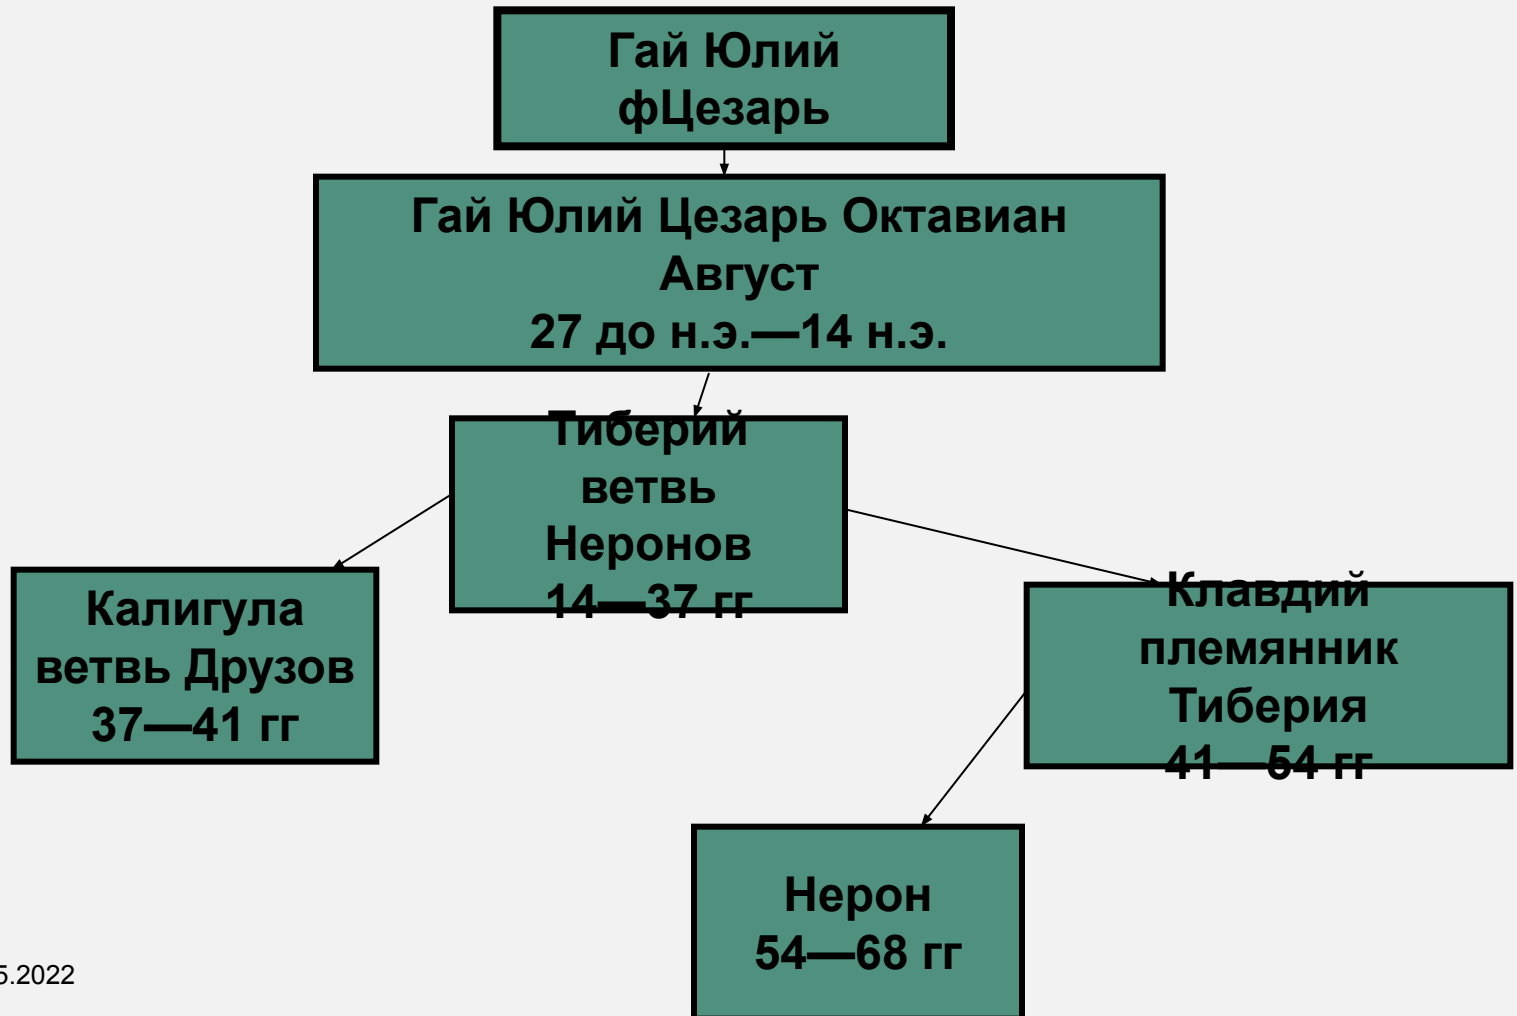 Гай Юлий
фЦезарь
Гай Юлий Цезарь Октавиан
Август
27 до н.э.—14 н.э.
Тиберий
ветвь
Неронов
14—37 гг
Калигула
ветвь Друзов
37—41 гг
Клавдий
племянник
Тиберия
41—54 гг
Нерон
54—68 гг
5.2022